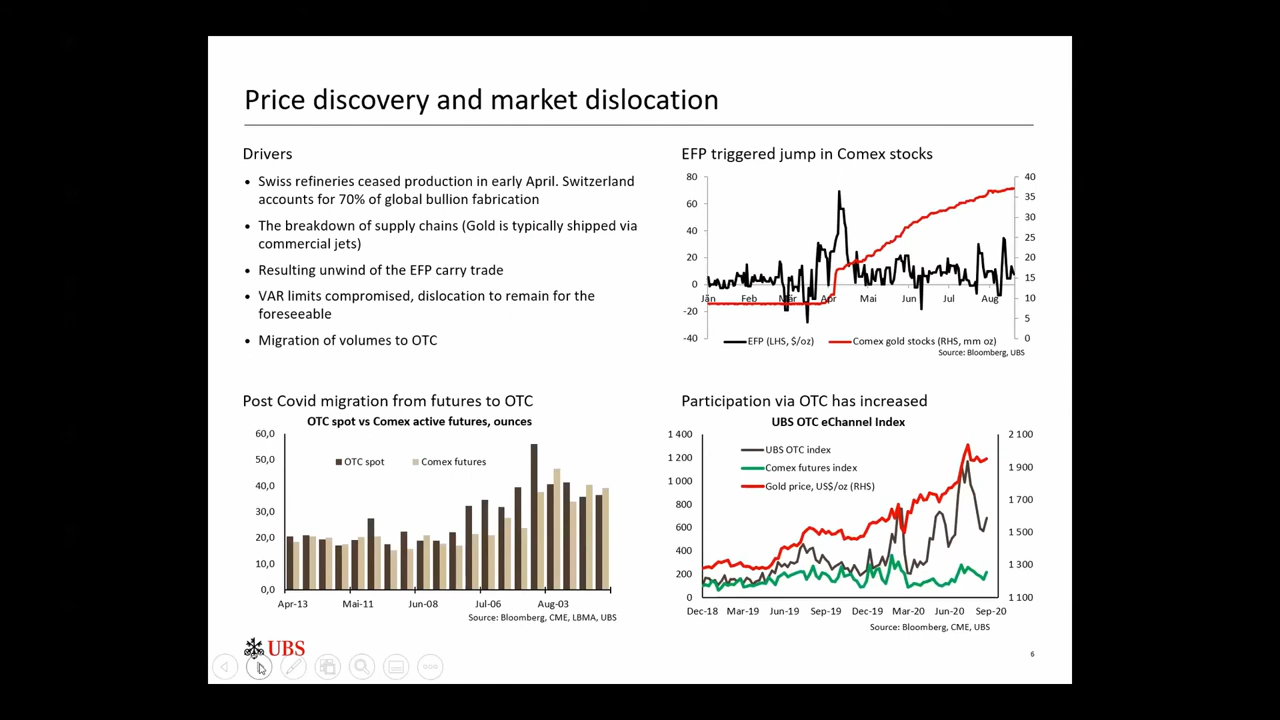 Price discovery and market dislocation
Drivers
• Swiss refineries ceased production in early April. Switzerland
accounts for 70% of global bullion fabrication
• The breakdown of supply chains (Gold is typically shipped via
commercial jets)
• Resulting unwind of the EFP carry trade
• VAR limits compromised, dislocation to remain for the
foreseeable
• Migration of volumes to OTC
EFP triggered jump in Comex stocks
80
60
40
20
0
-20
-40
40
35
30
25
20
15
10
5
0
Jän Feb Mär Apr Mai Jun Jul Aug
EFP (LHS, $/oz) Comex gold stocks (RHS, mm oz)
Source: Bloomberg, UBS
Post Covid migration from futures to OTC
OTC spot vs Comex active futures, ounces
60,0
50,0
40,0
30,0
20,0
10,0
0,0
OTC spot Comex futures
Apr-13 Mai-11 Jun-08 Jul-06 Aug-03
Source: Bloomberg, CME, LBMA, UBS
Participation via OTC has increased
UBS OTC eChannel Index
1 400
1 200
1 000
800
600
400
200
0
2 100
1 900
1 700
1 500
1 300
1 100
UBS OTC index
Comex futures index
Gold price, US$/oz (RHS)
Dec-18 Mar-19 Jun-19 Sep-19 Dec-19 Mar-20 Jun-20 Sep-20
Source: Bloomberg, CME, UBS
UBS
6